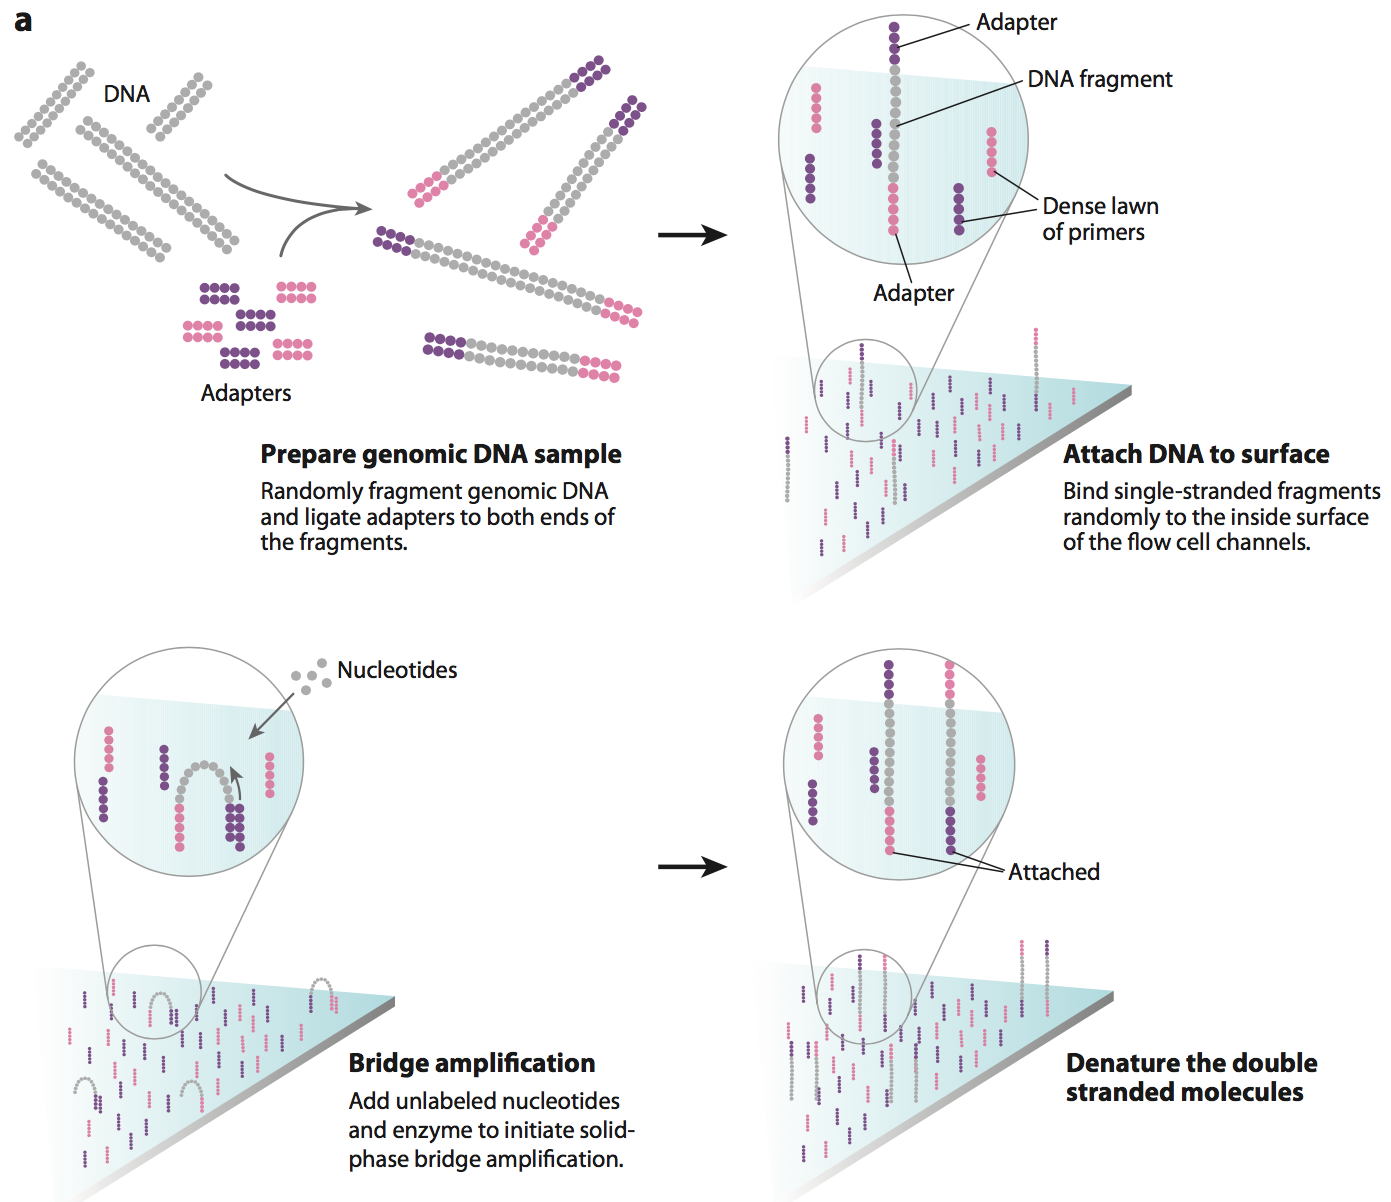 a
DNA
Adapters
Prepare genomic DNA sample
Randomly fragment genomic DNA
and ligate adapters to both ends of
the fragments.
Adapter
DNA fragment
Dense lawn
of primers
Adapter
Attach DNA to surface
Bind single-stranded fragments
randomly to the inside surface
of the flow cell channels.
Nucleotides
Bridge amplification
Add unlabeled nucleotides
and enzyme to initiate solid-
phase bridge amplification.
Attached
Denature the double
stranded molecules